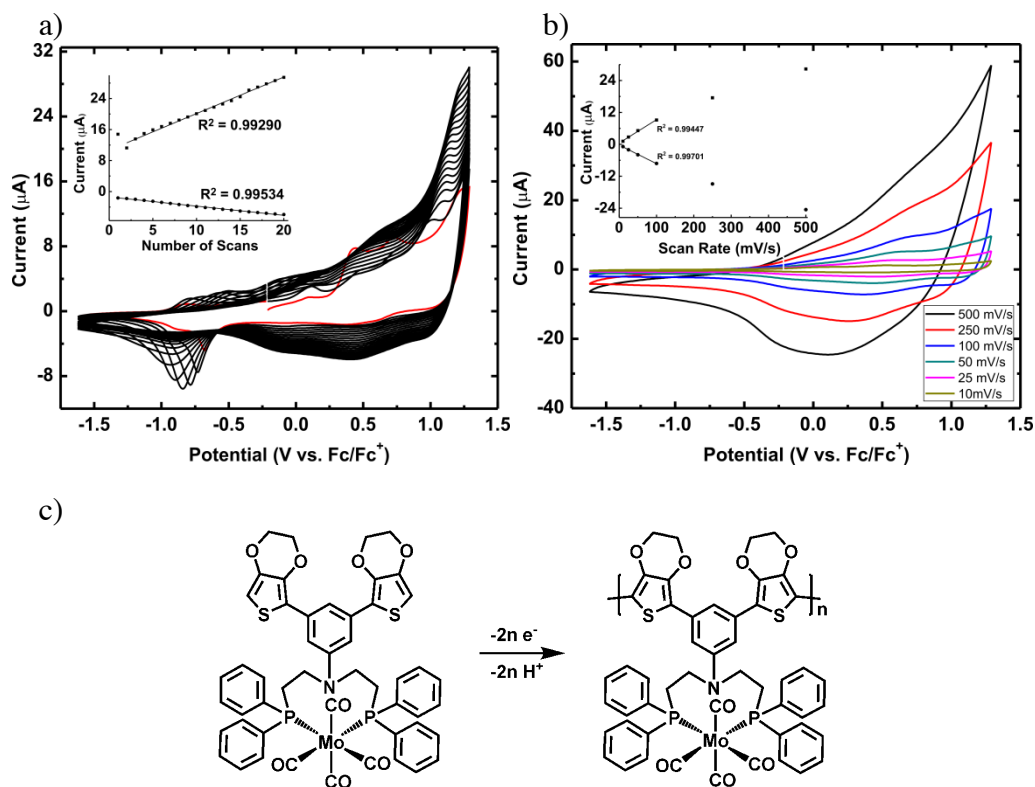 a)
32
24
16
8
0
-8
Current (μA)
-1.5 -1.0 -0.5 0.0 0.5 1.0 1.5
Potential (V vs. Fc/Fc+)
24
16
8
0
Current (μA)
R² = 0.99290
R² = 0.99534
5 10 15 20
Number of Scans
b)
60
40
20
0
-20
-40
Current (μA)
-1.5 -1.0 -0.5 0.0 0.5 1.0 1.5
Potential (V vs. Fc/Fc+)
24
12
0
-12
-24
Current (μA)
R² = 0.99447
R² = 0.99701
0 100 200 300 400 500
Scan Rate (mV/s)
500 mV/s
250 mV/s
100 mV/s
50 mV/s
25 mV/s
10mV/s
c)
O O O O
S S
N
CO
P P
Mo
OC CO
CO
-2n e-
-2n H+
O O O O
S S n
N
CO
P P
Mo
OC CO
CO